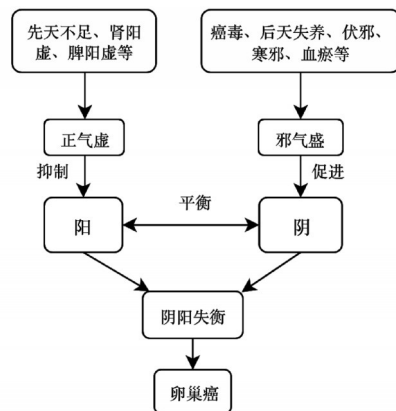 先天不足、肾阳
虚、脾阳虚等
癌毒、后天失养、伏邪、
寒邪、血瘀等
正气虚
邪气盛
抑制
促进
阳
平衡
阴
阴阳失衡
卵巢癌